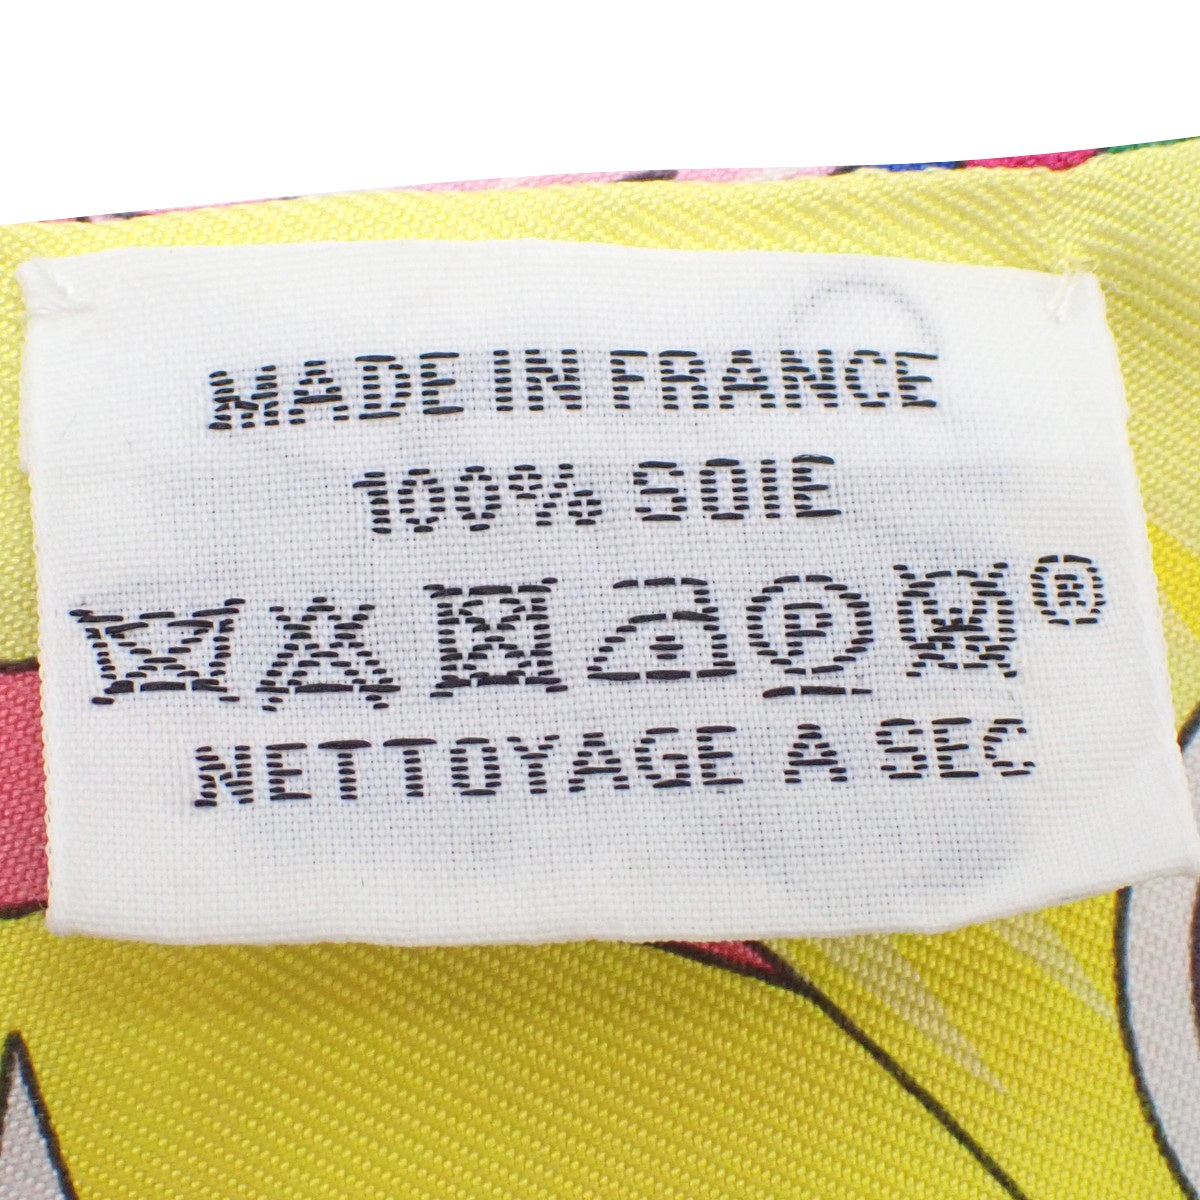 MADE IN FRANCE
100% SOIE
P W ®
NETTOYAGE A SEC